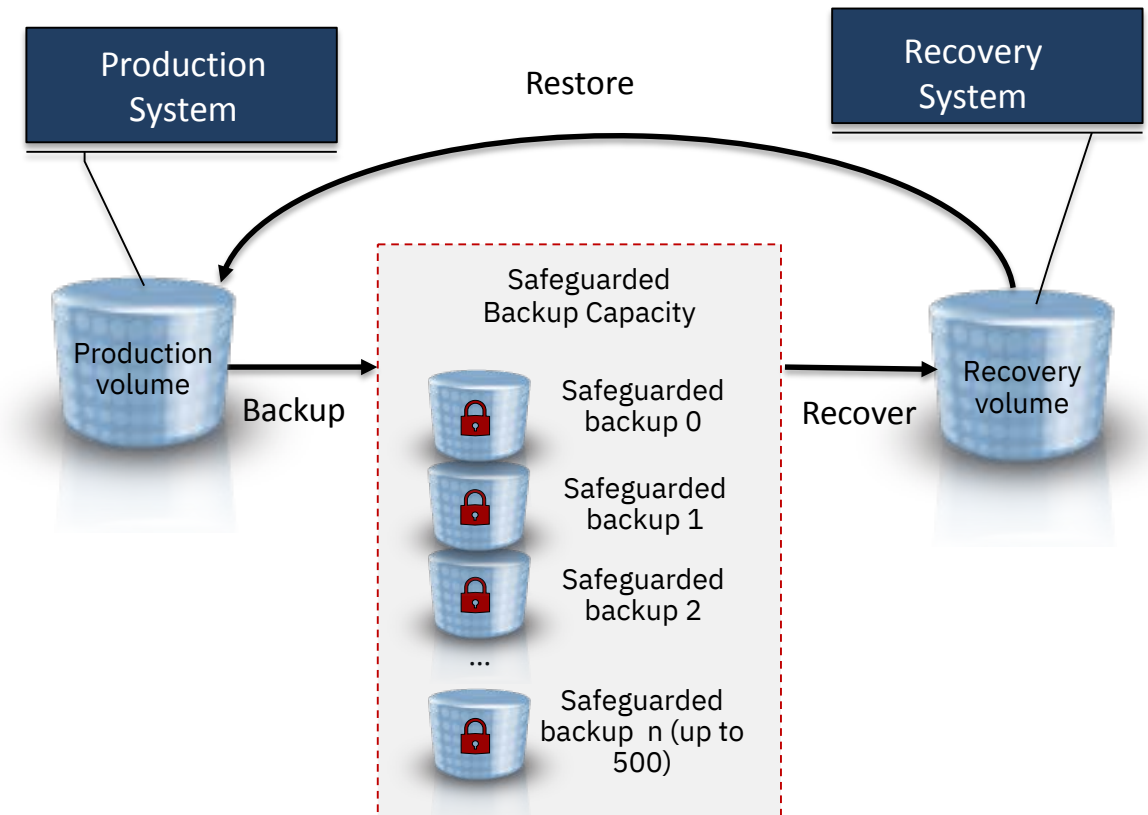 Production
System
Restore
Recovery
System
Safeguarded
Backup Capacity
Production
volume
Backup
Safeguarded
backup 0
Safeguarded
backup 1
Safeguarded
backup 2
...
Safeguarded
backup n (up to
500)
Recover
Recovery
volume